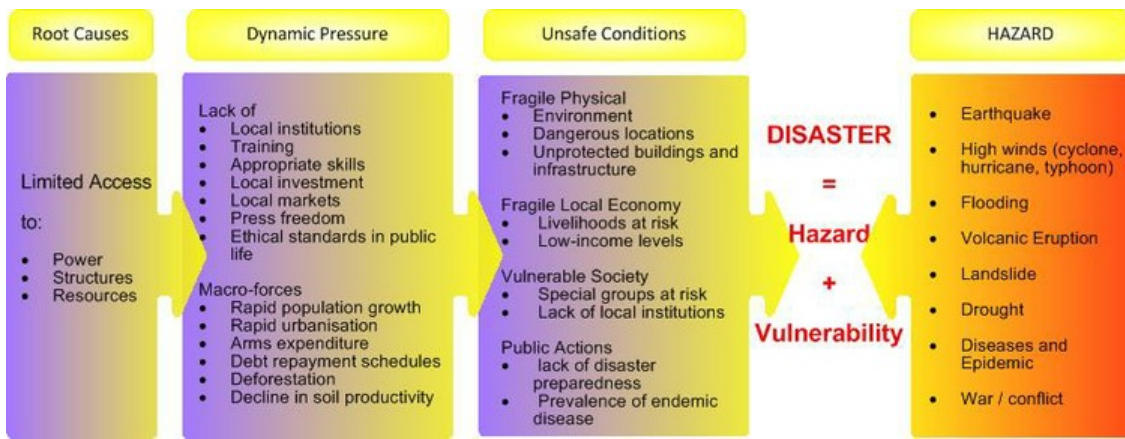 Root Causes
Limited Access
to:
• Power
• Structures
• Resources
Dynamic Pressure
Lack of
• Local institutions
• Training
• Appropriate skills
• Local investment
• Local markets
• Press freedom
• Ethical standards in public
life
Macro-forces
• Rapid population growth
• Rapid urbanisation
• Arms expenditure
• Debt repayment schedules
• Deforestation
• Decline in soil productivity
Unsafe Conditions
Fragile Physical
• Environment
• Dangerous locations
• Unprotected buildings and
infrastructure
Fragile Local Economy
• Livelihoods at risk
• Low-income levels
Vulnerable Society
• Special groups at risk
• Lack of local institutions
Public Actions
• lack of disaster
preparedness
• Prevalence of endemic
disease
DISASTER
=
Hazard
+
Vulnerability
HAZARD
• Earthquake
• High winds (cyclone,
hurricane, typhoon)
• Flooding
• Volcanic Eruption
• Landslide
• Drought
• Diseases and
Epidemic
• War / conflict